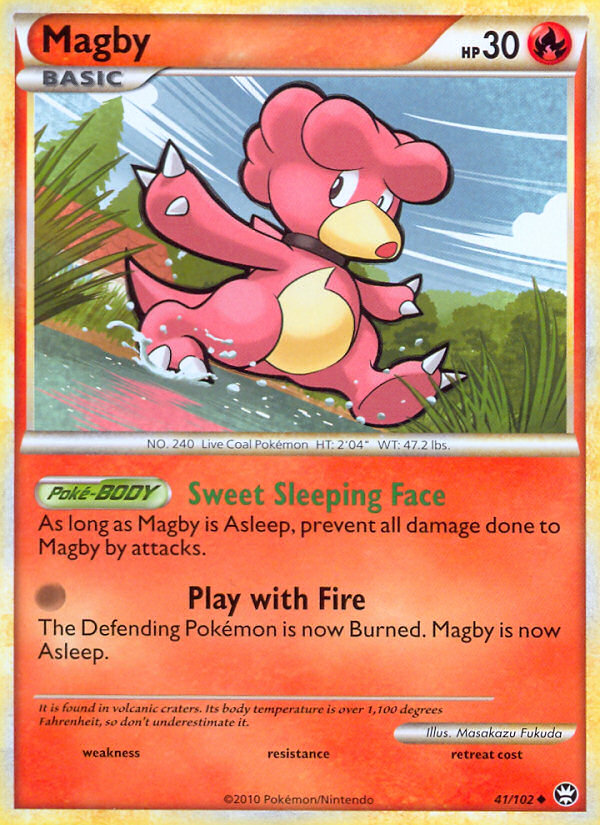 Magby
HP 30
BASIC
NO. 240 Live Coal Pokémon HT: 2'04" WT: 47.2 lbs.
Poké-BODY Sweet Sleeping Face
As long as Magby is Asleep, prevent all damage done to
Magby by attacks.
Play with Fire
The Defending Pokémon is now Burned. Magby is now
Asleep.
It is found in volcanic craters. Its body temperature is over 1,100 degrees
Fahrenheit, so don't underestimate it.
Illus. Masakazu Fukuda
weakness resistance retreat cost
©2010 Pokémon/Nintendo 41/102